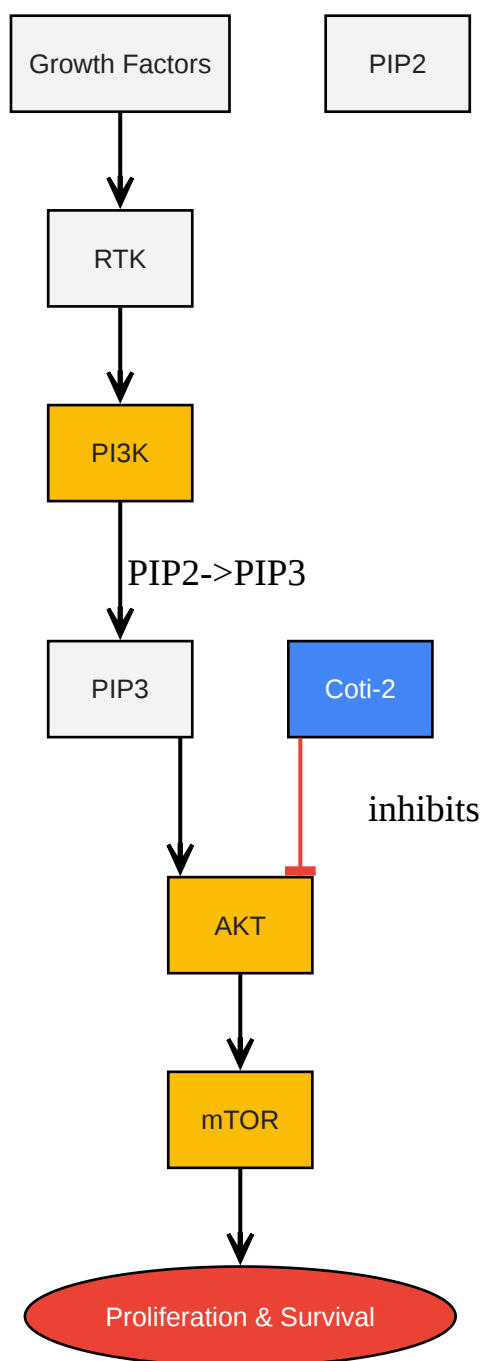 Growth Factors
PIP2
RTK
PI3K
PIP2->PIP3
PIP3
Coti-2
inhibits
AKT
mTOR
Proliferation & Survival